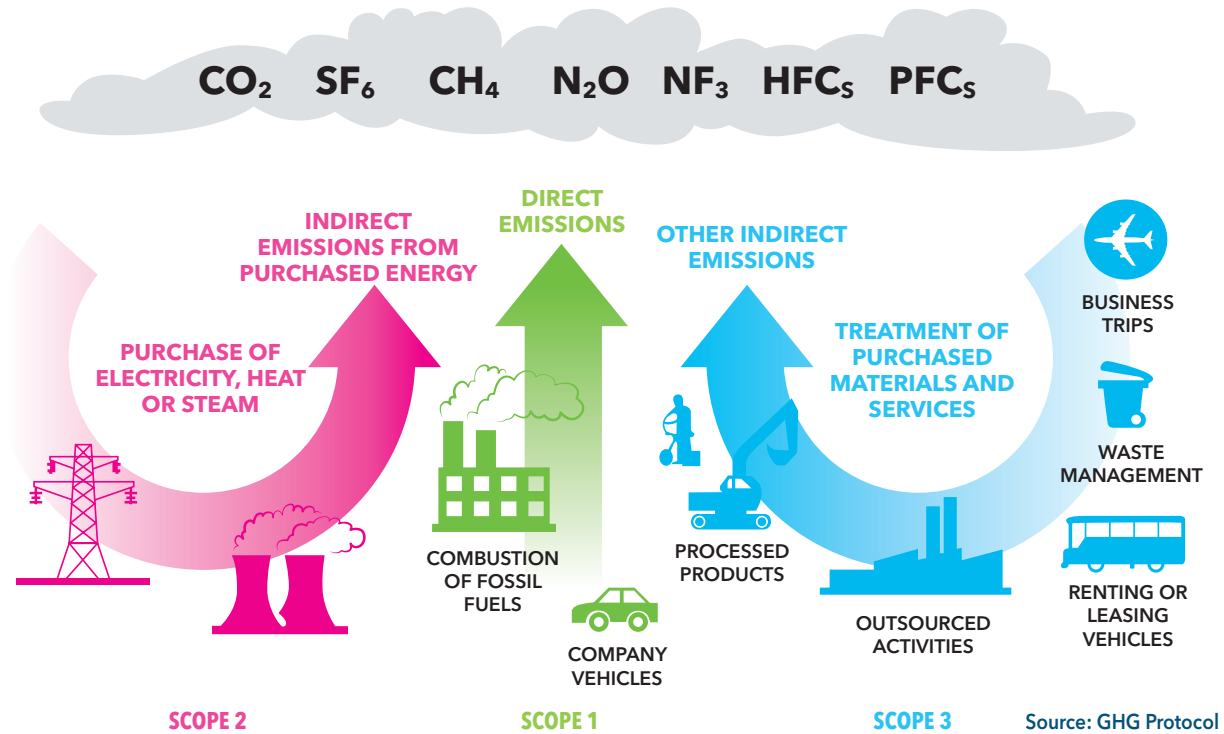 CO₂ SF₆ CH₄ N₂O NF₃ HFCs PFCs
INDIRECT
EMISSIONS FROM
PURCHASED ENERGY
PURCHASE OF
ELECTRICITY, HEAT
OR STEAM
SCOPE 2
DIRECT
EMISSIONS
COMBUSTION
OF FOSSIL
FUELS
COMPANY
VEHICLES
SCOPE 1
OTHER INDIRECT
EMISSIONS
TREATMENT OF
PURCHASED
MATERIALS AND
SERVICES
PROCESSED
PRODUCTS
OUTSOURCED
ACTIVITIES
BUSINESS
TRIPS
WASTE
MANAGEMENT
RENTING OR
LEASING
VEHICLES
SCOPE 3
Source: GHG Protocol